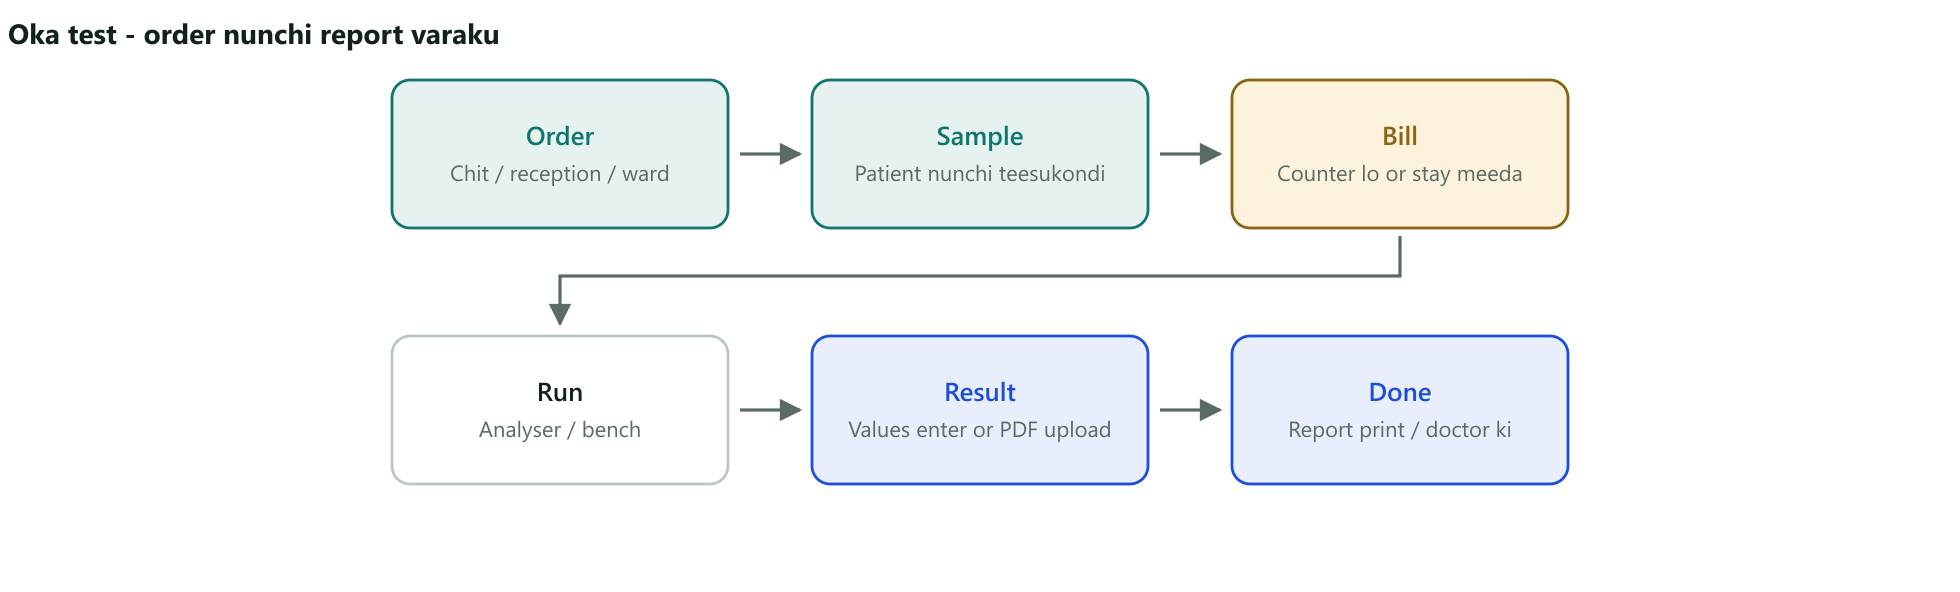 Oka test - order nunchi report varaku
Order
Chit / reception / ward
Sample
Patient nunchi teesukondi
Bill
Counter lo or stay meeda
Run
Analyser / bench
Result
Values enter or PDF upload
Done
Report print / doctor ki